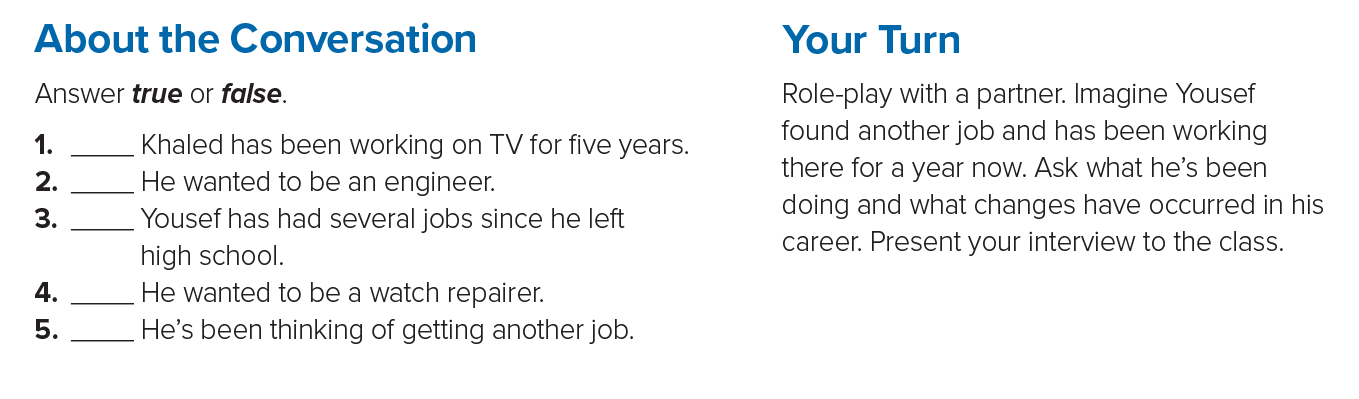 About the Conversation
Answer true or false.
1. _____ Khaled has been working on TV for five years.
2. _____ He wanted to be an engineer.
3. _____ Yousef has had several jobs since he left
high school.
4. _____ He wanted to be a watch repairer.
5. _____ He’s been thinking of getting another job.
Your Turn
Role-play with a partner. Imagine Yousef
found another job and has been working
there for a year now. Ask what he’s been
doing and what changes have occurred in his
career. Present your interview to the class.